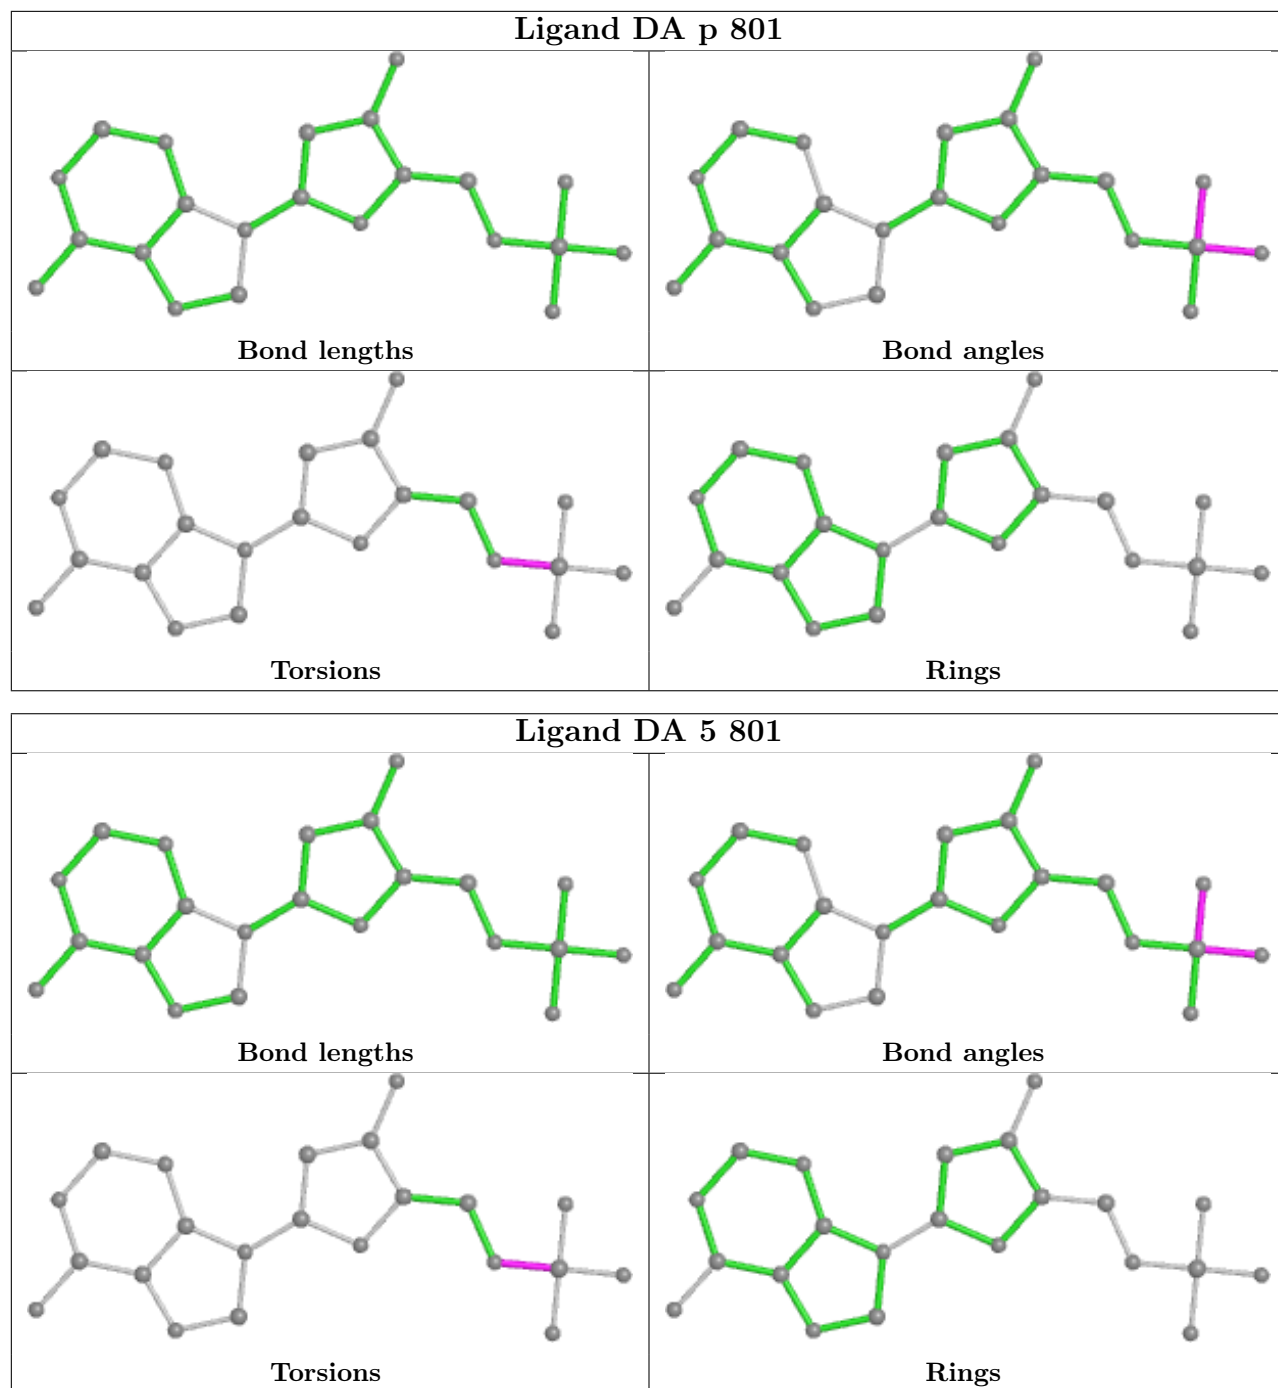 Ligand DA p 801
Bond lengths
Bond angles
Torsions
Rings
Ligand DA 5 801
Bond lengths
Bond angles
Torsions
Rings